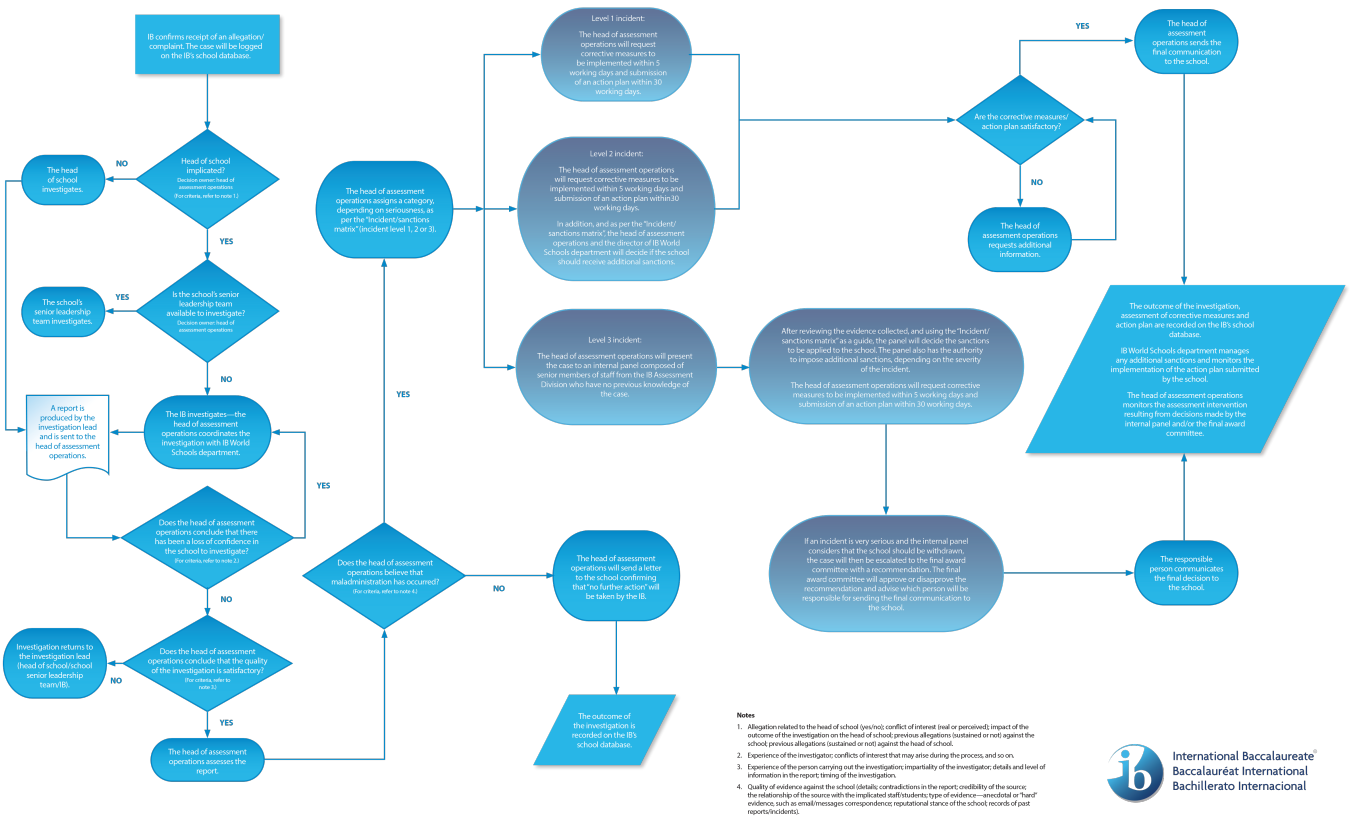 IB confirms receipt of an allegation/
complaint. The case will be logged
on the IB's school database.
Head of school
implicated?
Decision owner: head of
assessment operations
(For criteria, refer to note 1.)
NO
The head
of school
investigates.
YES
Is the school's senior
leadership team
available to investigate?
Decision owner: head of
assessment operations
YES
The school's
senior leadership
team investigates.
NO
The IB investigates—the
head of assessment
operations coordinates the
investigation with IB World
Schools department.
A report is
produced by the
investigation lead
and is sent to the
head of assessment
operations.
YES
Does the head of assessment
operations conclude that there
has been a loss of confidence in
the school to investigate?
(For criteria, refer to note 2.)
NO
Does the head of assessment
operations conclude that the quality
of the investigation is satisfactory?
(For criteria, refer to
note 3.)
NO
Investigation returns to
the investigation lead
(head of school/school
senior leadership
team/IB).
YES
The head of assessment
operations assesses the
report.
Does the head of assessment
operations believe that
maladministration has occurred?
(For criteria, refer to note 4.)
NO
The head of assessment
operations will send a letter
to the school confirming
that "no further action" will
be taken by the IB.
The outcome of
the investigation is
recorded on the IB's
school database.
YES
The head of assessment
operations assigns a category,
depending on seriousness, as
per the "Incident/sanctions
matrix" (incident level 1, 2 or 3).
Level 1 incident:
The head of assessment
operations will request
corrective measures to
be implemented within 5
working days and submission
of an action plan within 30
working days.
Level 2 incident:
The head of assessment operations
will request corrective measures to be
implemented within 5 working days and
submission of an action plan within 30
working days.
In addition, and as per the "Incident/
sanctions matrix", the head of assessment
operations and the director of IB World
Schools department will decide if the school
should receive additional sanctions.
Level 3 incident:
The head of assessment operations will present
the case to an internal panel composed of
senior members of staff from the IB Assessment
Division who have no previous knowledge of
the case.
After reviewing the evidence collected, and using the "Incident/
sanctions matrix" as a guide, the panel will decide the sanctions
to be applied to the school. The panel also has the authority
to impose additional sanctions, depending on the severity
of the incident.
The head of assessment operations will request corrective
measures to be implemented within 5 working days and
submission of an action plan within 30 working days.
If an incident is very serious and the internal panel
considers that the school should be withdrawn,
the case will then be escalated to the final award
committee with a recommendation. The final
award committee will approve or disapprove the
recommendation and advise which person will be
responsible for sending the final communication to
the school.
The responsible
person communicates
the final decision to
the school.
Are the corrective measures/
action plan satisfactory?
YES
The head of
assessment
operations sends the
final communication
to the school.
NO
The head of
assessment operations
requests additional
information.
The outcome of the investigation,
assessment of corrective measures and
action plan are recorded on the IB's school
database.
IB World Schools department manages
any additional sanctions and monitors the
implementation of the action plan submitted
by the school.
The head of assessment operations
monitors the assessment intervention
resulting from decisions made by the
internal panel and/or the final award
committee.
Notes
1. Allegation related to the head of school (yes/no); conflict of interest (real or perceived); impact of the
outcome of the investigation on the head of school; previous allegations (sustained or not) against the
school; previous allegations (sustained or not) against the head of school.
2. Experience of the investigator; conflicts of interest that may arise during the process, and so on.
3. Experience of the person carrying out the investigation; impartiality of the investigator; details and level of
information in the report; timing of the investigation.
4. Quality of evidence against the school (details; contradictions in the report; credibility of the source;
the relationship of the source with the implicated staff/students; type of evidence—anecdotal or "hard"
evidence, such as email/messages correspondence; reputational stance of the school; records of past
reports/incidents).
ib
International Baccalaureate®
Baccalauréat International
Bachillerato Internacional